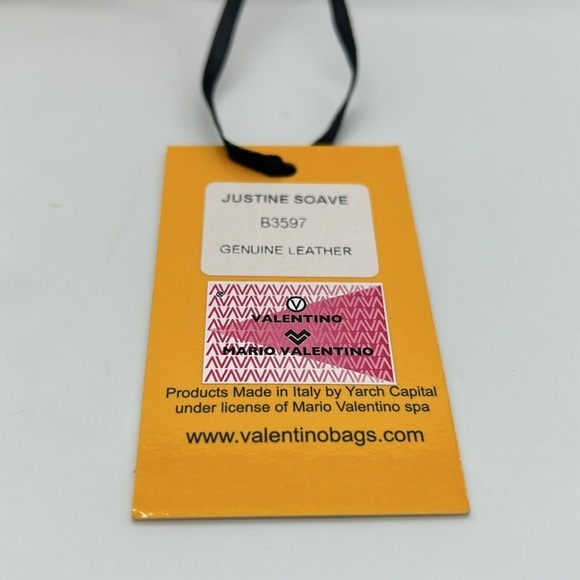 JUSTINE SOAVE
B3597
GENUINE LEATHER
®
V
VALENTINO
MARIO VALENTINO
Products Made in Italy by Yarch Capital
under license of Mario Valentino spa
www.valentinobags.com